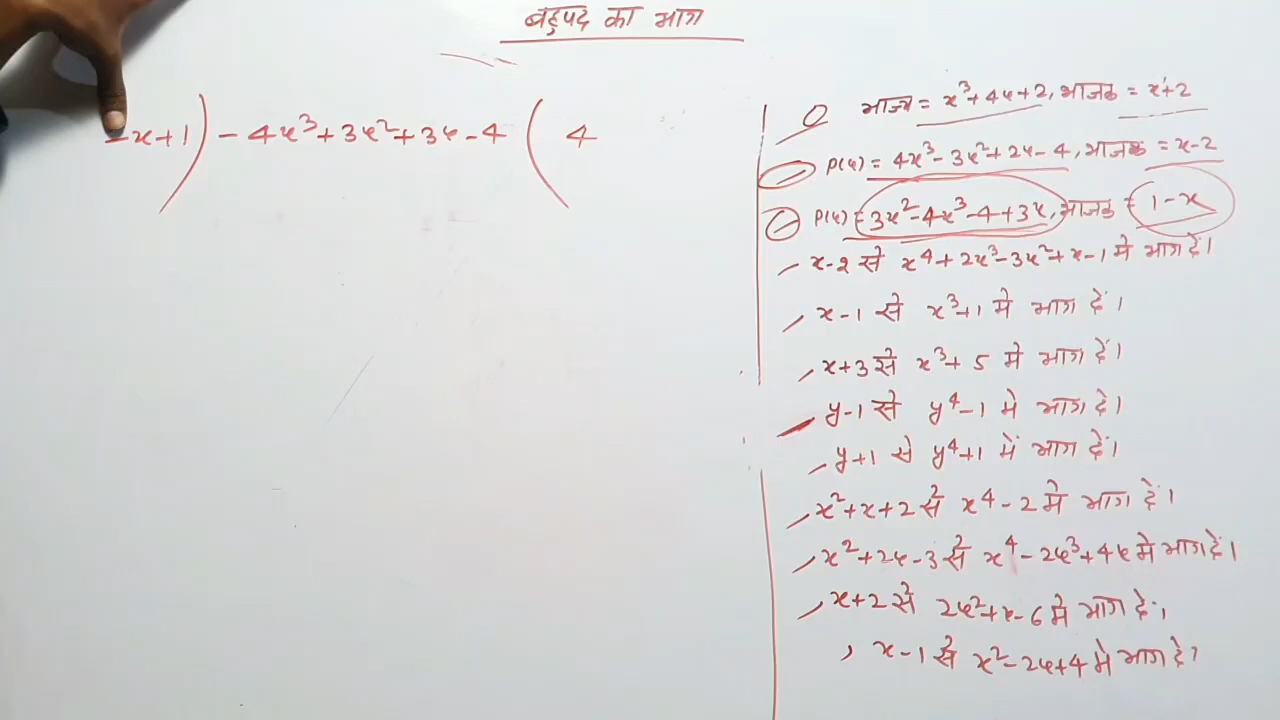 बहुपद का भाग
-x+1) -4x³+3x²+3x-4 ( 4
भाज्य = x³+4x+2, भाजक = x+2
P(x) = 4x³-3x²+2x-4, भाजक = x-2
P(x) = 3x²-4x³-4+3x, भाजक = 1-x
x-2 से x⁴+2x³-3x²+x-1 मे भाग दें।
x-1 से x³+1 मे भाग दें।
x+3 से x³+5 मे भाग दें।
y-1 से y⁴-1 मे भाग दें।
y+1 से y⁴+1 में भाग दें।
x²+x+2 से x⁴-2 मे भाग दें।
x²+2x-3 से x⁴-2x³+4x मे भाग दें।
x+2 से 2x²+x-6 मे भाग दें।
x-1 से x²-2x+4 मे भाग दें।